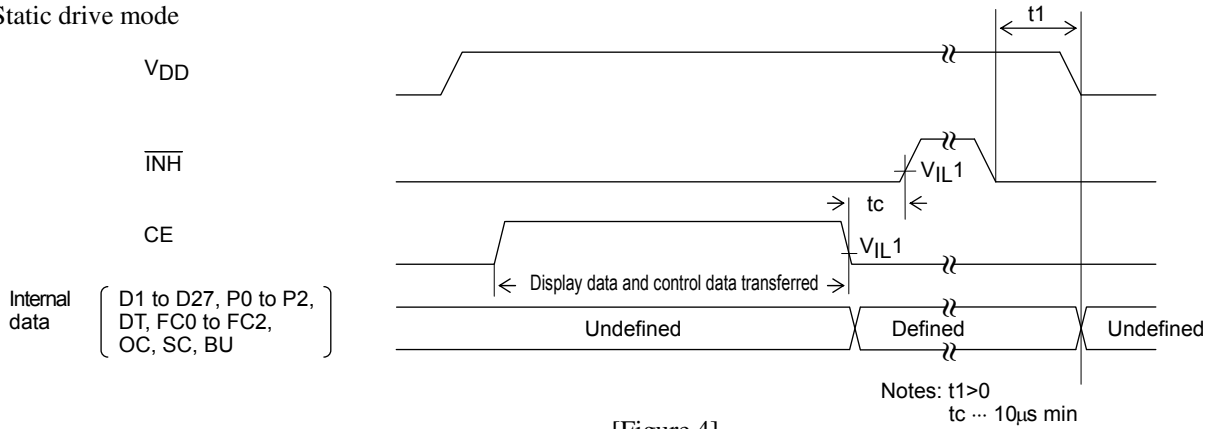 Static drive mode
t1
VDD
INH
VIL1
tc
CE
VIL1
Display data and control data transferred
Internal data
D1 to D27, P0 to P2,
DT, FC0 to FC2,
OC, SC, BU
Undefined
Defined
Undefined
Notes: t1>0
tc ··· 10μs min
[Figure 4]